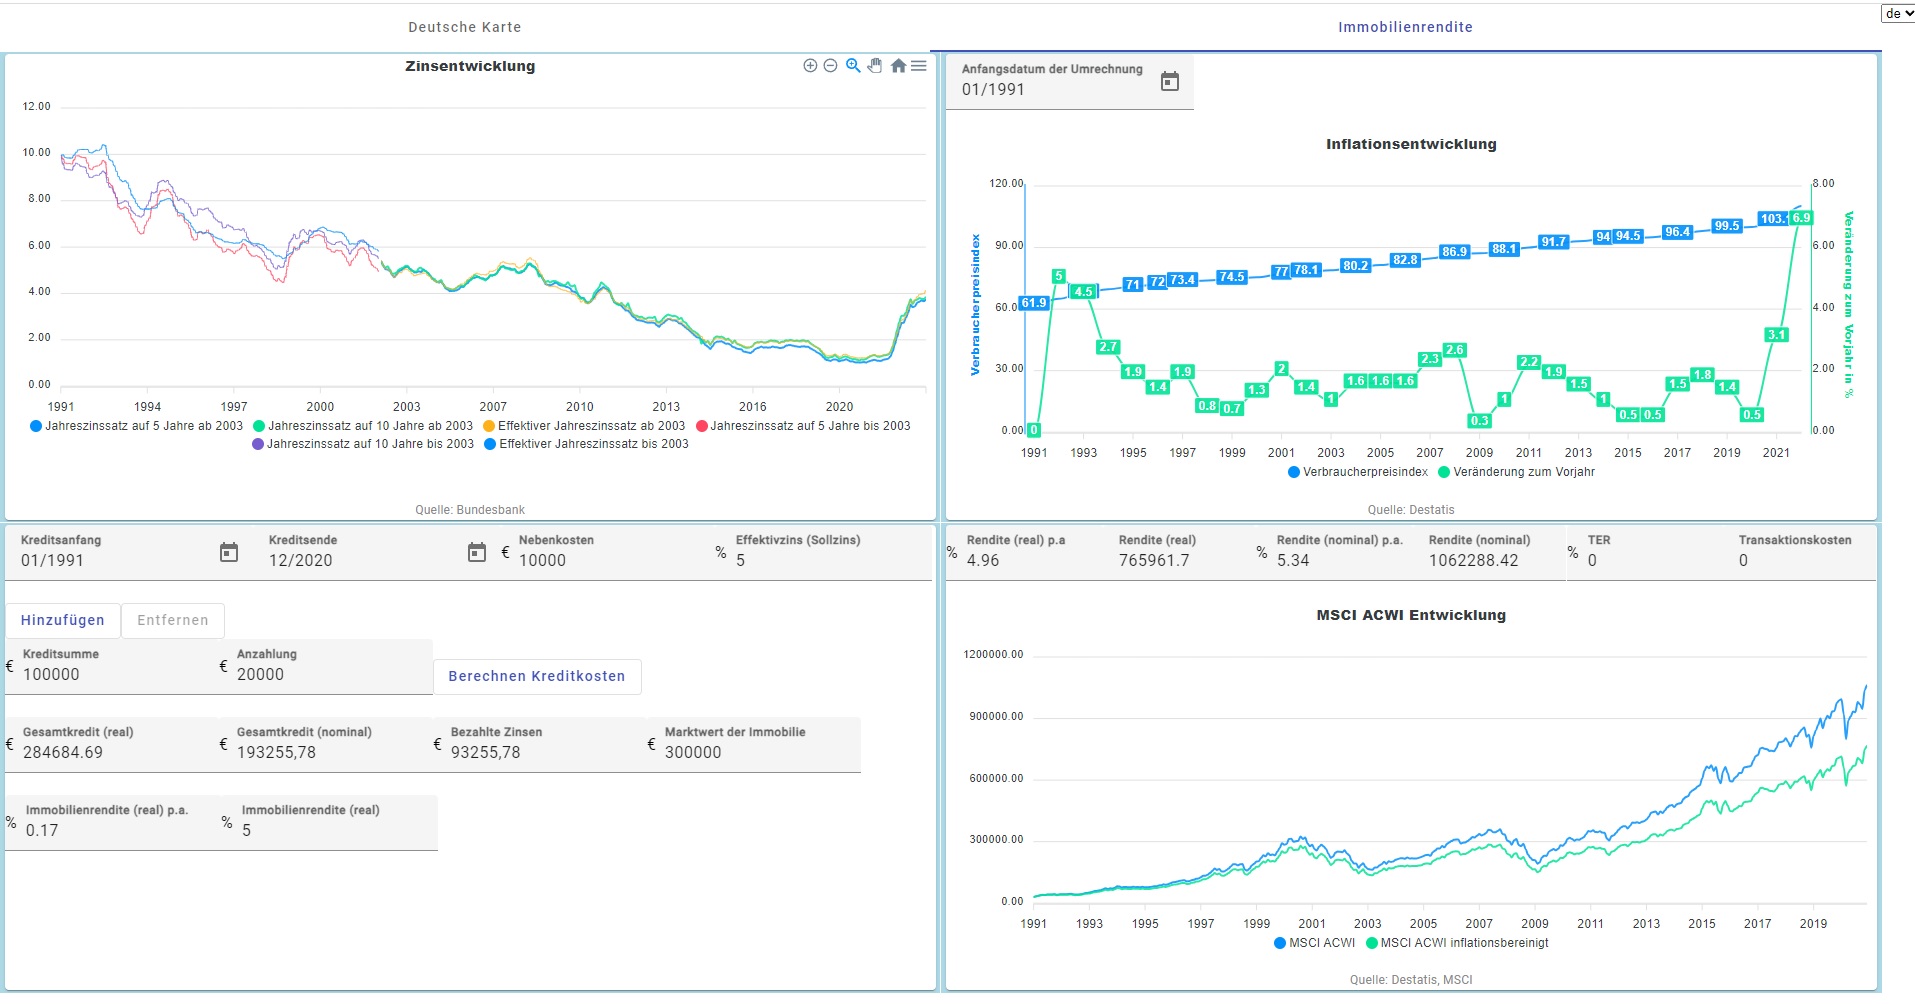 Deutsche Karte
Immobilienrendite
de
Zinsentwicklung
12.00
10.00
8.00
6.00
4.00
2.00
0.00
1991 1994 1997 2000 2003 2007 2010 2013 2016 2020
Jahreszinssatz auf 5 Jahre ab 2003 Jahreszinssatz auf 10 Jahre ab 2003 Effektiver Jahreszinssatz ab 2003 Jahreszinssatz auf 5 Jahre bis 2003
Jahreszinssatz auf 10 Jahre bis 2003 Effektiver Jahreszinssatz bis 2003
Quelle: Bundesbank
Anfangsdatum der Umrechnung
01/1991
Inflationsentwicklung
Verbraucherpreisindex
120.00
90.00
60.00
30.00
0.00
61.9 71 72 73.4 74.5 77 78.1 80.2 82.8 86.9 88.1 91.7 94 94.5 96.4 99.5 103.
0 5 4.5 2.7 1.9 1.4 1.9 0.8 0.7 1.3 2 1.4 1 1.6 1.6 1.6 2.3 2.6 0.3 1 2.2 1.9 1.5 1 0.5 0.5 1.5 1.8 1.4 0.5 3.1 6.9
8.00
6.00
4.00
2.00
0.00
Veränderung zum Vorjahr in %
1991 1993 1995 1997 1999 2001 2003 2005 2007 2009 2011 2013 2015 2017 2019 2021
Verbraucherpreisindex Veränderung zum Vorjahr
Quelle: Destatis
Kreditsanfang
01/1991
Kreditsende
12/2020
Nebenkosten
€ 10000
Effektivzins (Sollzins)
% 5
Hinzufügen
Entfernen
Kreditsumme
€ 100000
Anzahlung
€ 20000
Berechnen Kreditkosten
Gesamtkredit (real)
€ 284684.69
Gesamtkredit (nominal)
€ 193255,78
Bezahlte Zinsen
€ 93255,78
Marktwert der Immobilie
€ 300000
Immobilienrendite (real) p.a.
% 0.17
Immobilienrendite (real)
% 5
Rendite (real) p.a
% 4.96
Rendite (real)
765961.7
Rendite (nominal) p.a.
% 5.34
Rendite (nominal)
1062288.42
TER
% 0
Transaktionskosten
0
MSCI ACWI Entwicklung
1200000.00
900000.00
600000.00
300000.00
0.00
1991 1993 1995 1997 1999 2001 2003 2005 2007 2009 2011 2013 2015 2017 2019
MSCI ACWI MSCI ACWI inflationsbereinigt
Quelle: Destatis, MSCI